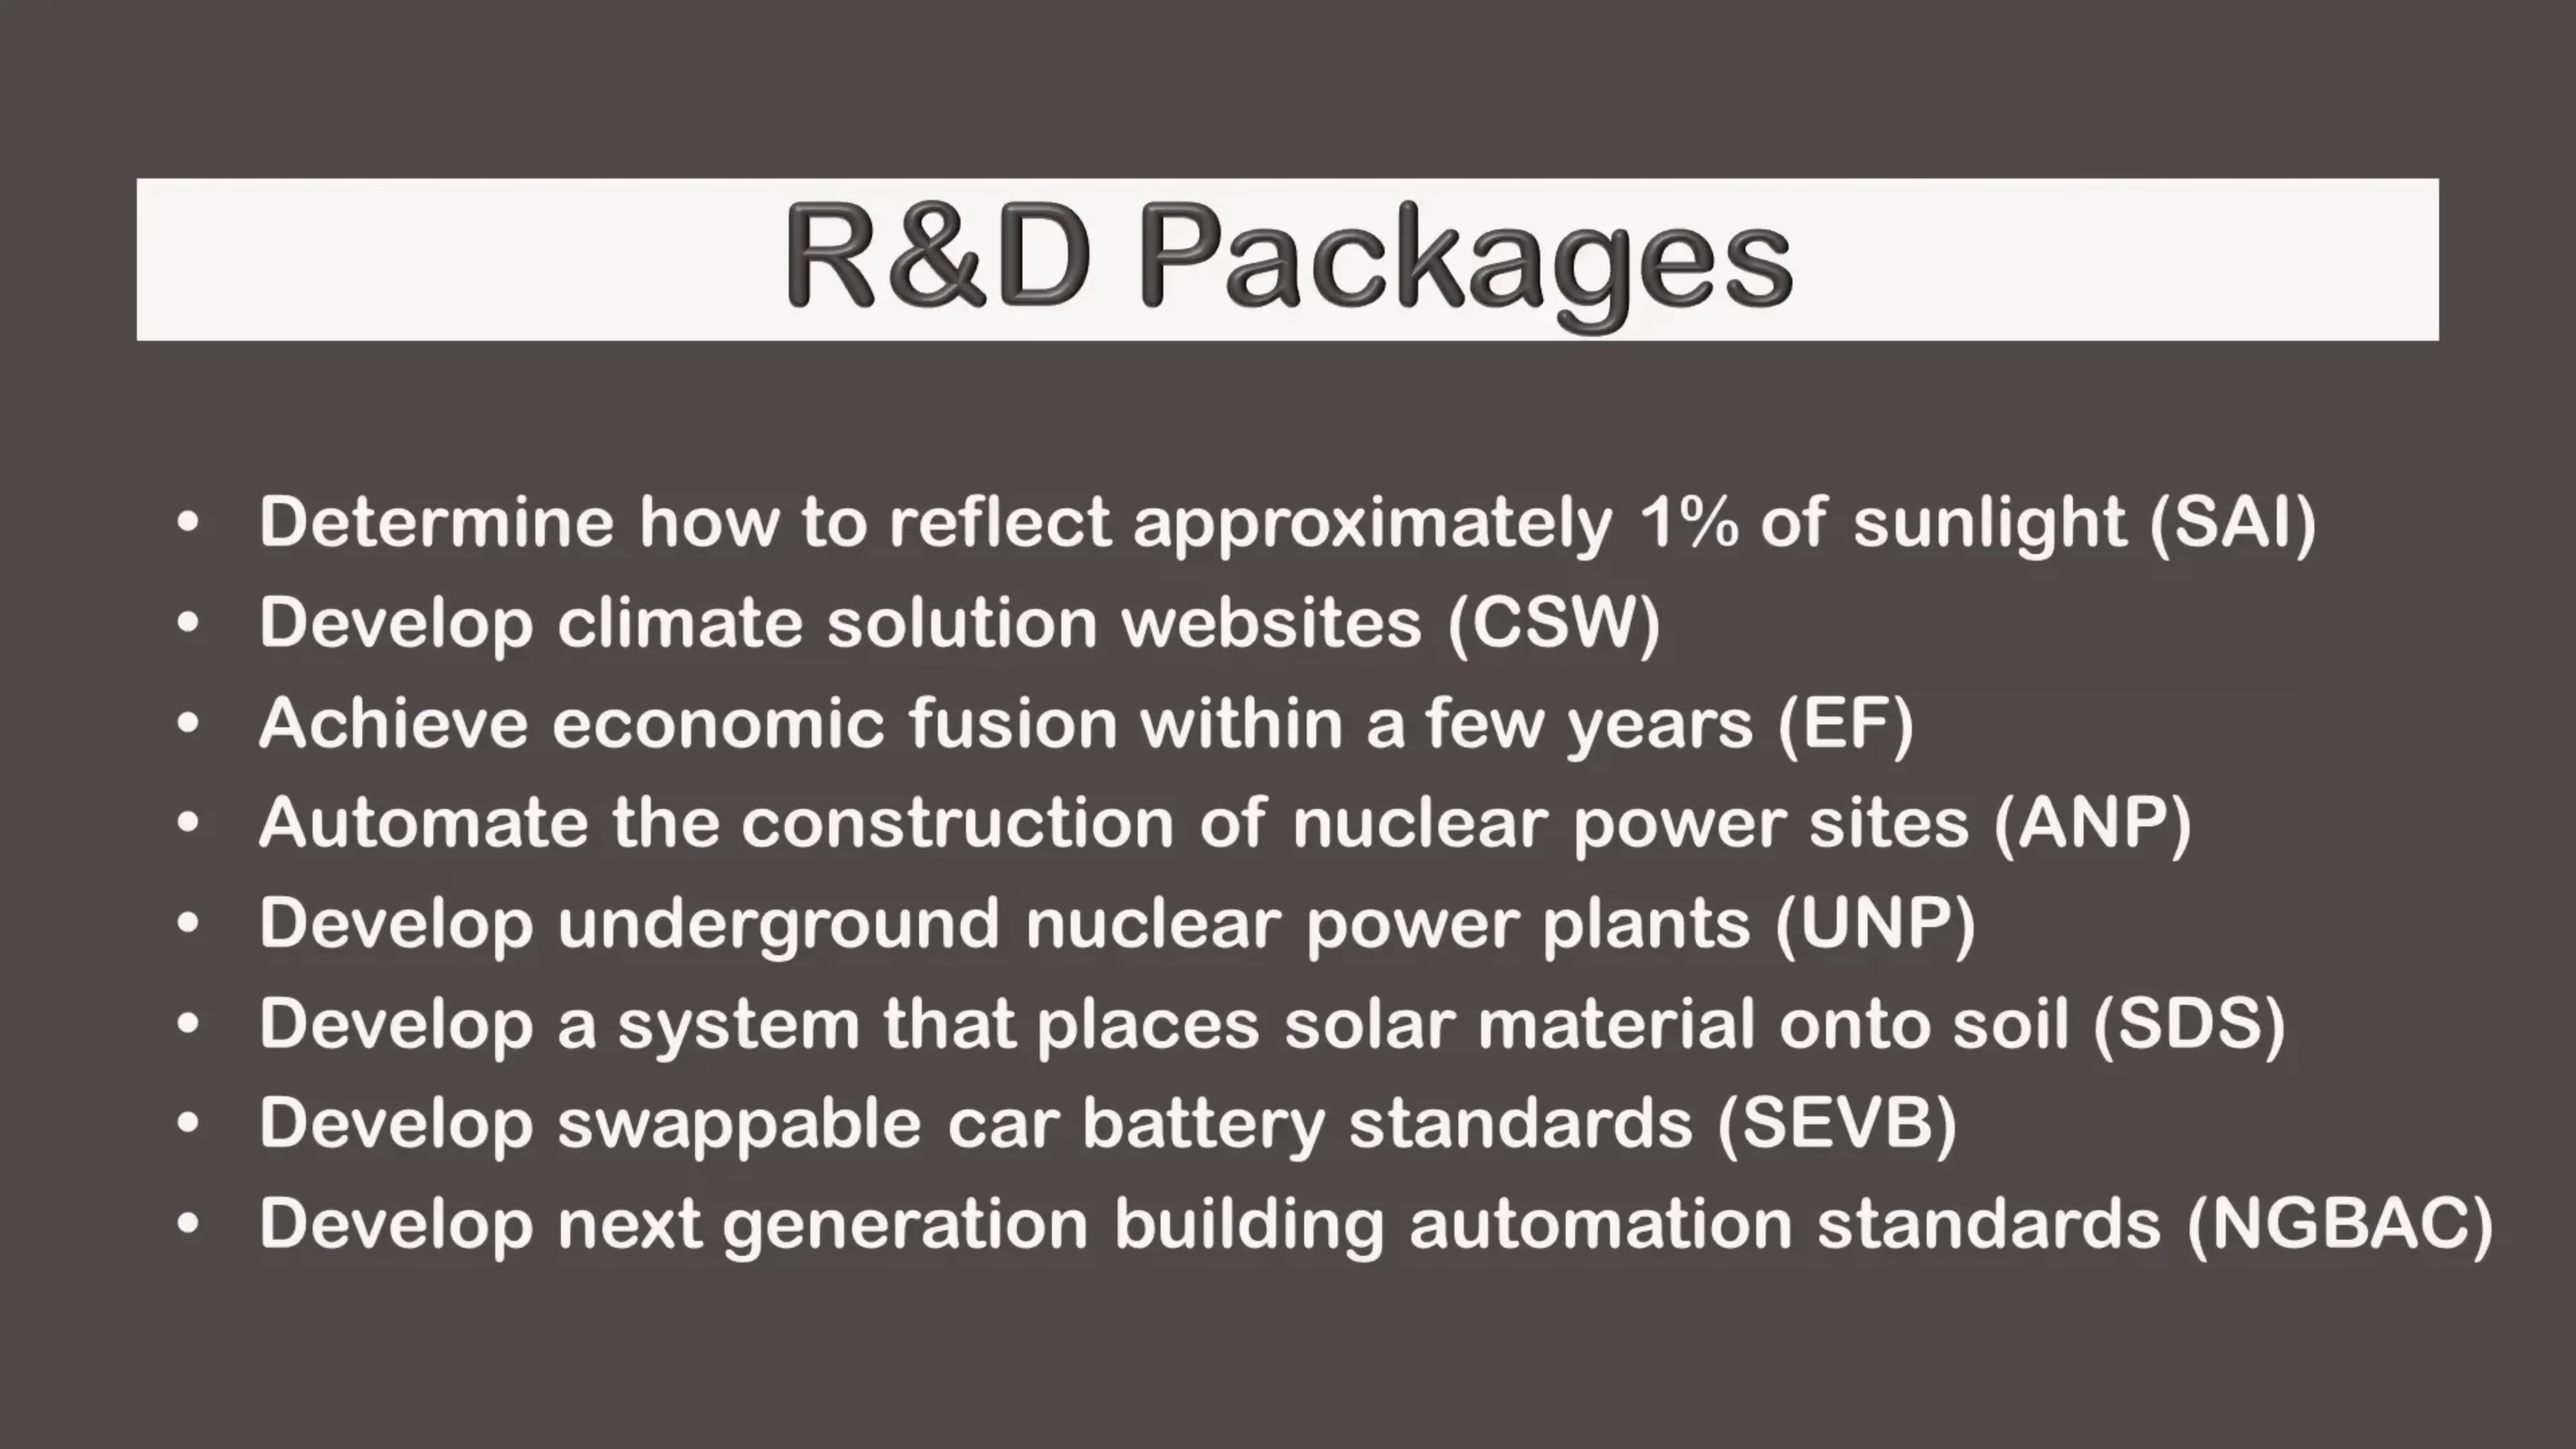 R&D Packages
• Determine how to reflect approximately 1% of sunlight (SAI)
• Develop climate solution websites (CSW)
• Achieve economic fusion within a few years (EF)
• Automate the construction of nuclear power sites (ANP)
• Develop underground nuclear power plants (UNP)
• Develop a system that places solar material onto soil (SDS)
• Develop swappable car battery standards (SEVB)
• Develop next generation building automation standards (NGBAC)